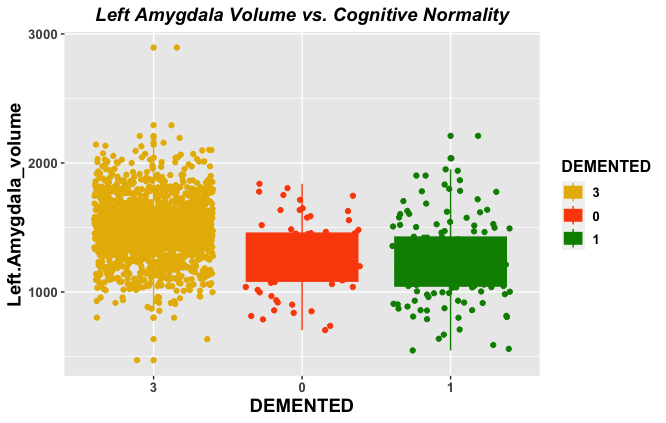 Left Amygdala Volume vs. Cognitive Normality
3000
2000
1000
Left.Amygdala_volume
3
0
1
DEMENTED
DEMENTED
3
0
1